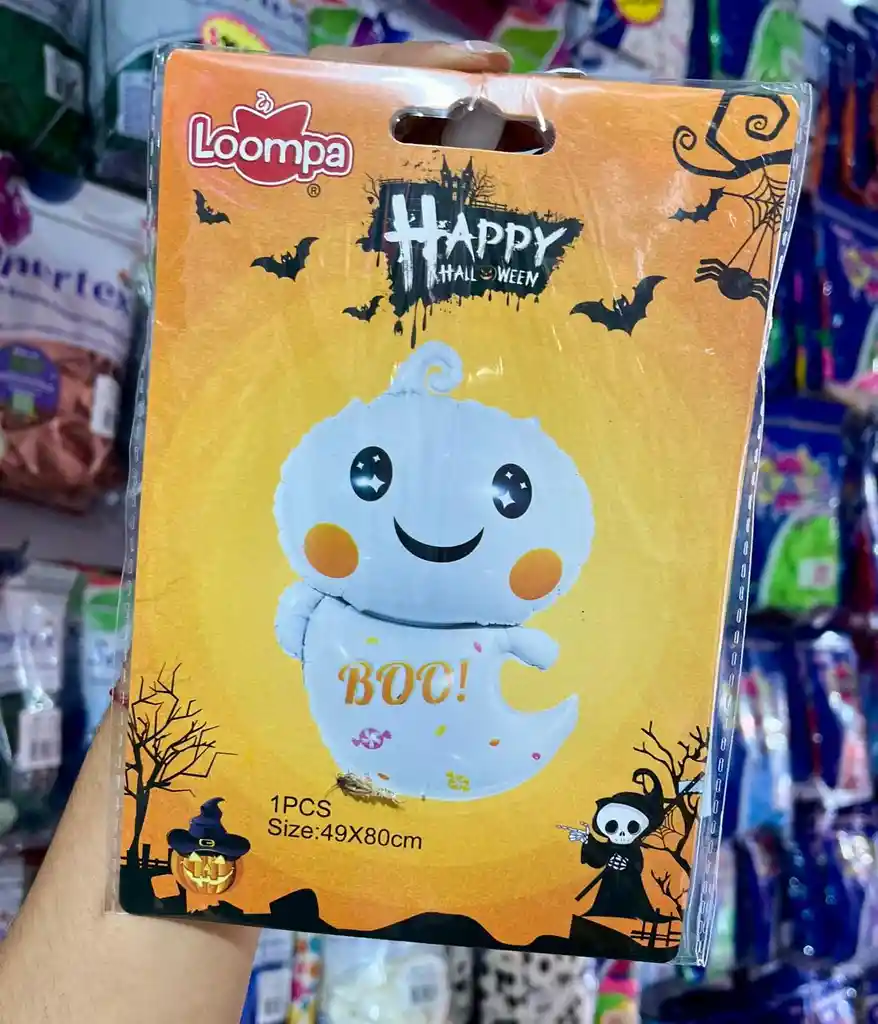 Loompa
®
HAPPY
HALLOWEEN
BOO!
1PCS
Size:49X80cm